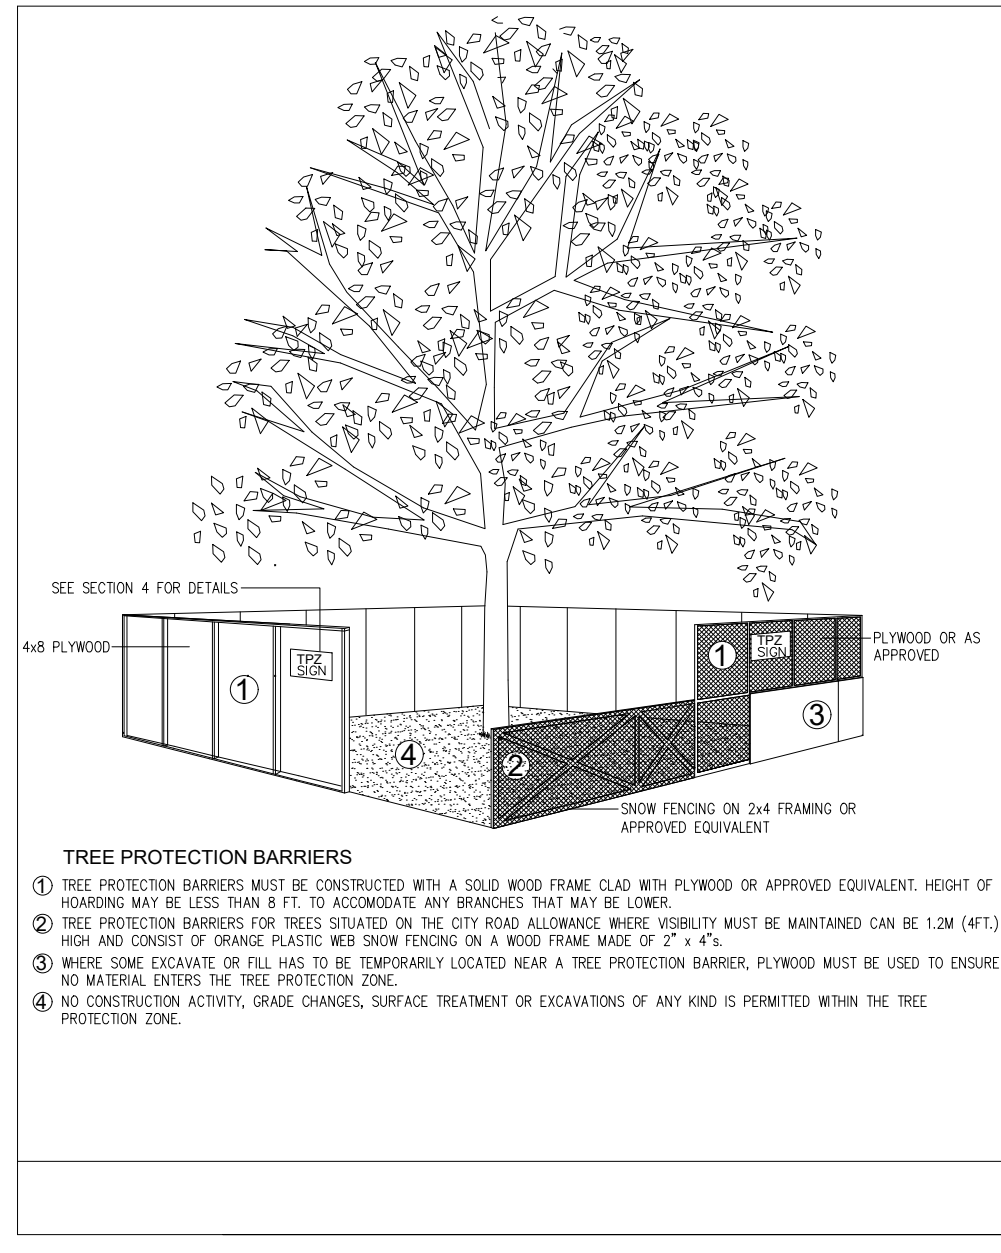 SEE SECTION 4 FOR DETAILS
4x8 PLYWOOD
TPZ
SIGN
1
4
2
1
TPZ
SIGN
3
PLYWOOD OR AS
APPROVED
SNOW FENCING ON 2x4 FRAMING OR
APPROVED EQUIVALENT
TREE PROTECTION BARRIERS
1 TREE PROTECTION BARRIERS MUST BE CONSTRUCTED WITH A SOLID WOOD FRAME CLAD WITH PLYWOOD OR APPROVED EQUIVALENT. HEIGHT OF
HOARDING MAY BE LESS THAN 8 FT. TO ACCOMODATE ANY BRANCHES THAT MAY BE LOWER.
2 TREE PROTECTION BARRIERS FOR TREES SITUATED ON THE CITY ROAD ALLOWANCE WHERE VISIBILITY MUST BE MAINTAINED CAN BE 1.2M (4FT.)
HIGH AND CONSIST OF ORANGE PLASTIC WEB SNOW FENCING ON A WOOD FRAME MADE OF 2" x 4"s.
3 WHERE SOME EXCAVATE OR FILL HAS TO BE TEMPORARILY LOCATED NEAR A TREE PROTECTION BARRIER, PLYWOOD MUST BE USED TO ENSURE
NO MATERIAL ENTERS THE TREE PROTECTION ZONE.
4 NO CONSTRUCTION ACTIVITY, GRADE CHANGES, SURFACE TREATMENT OR EXCAVATIONS OF ANY KIND IS PERMITTED WITHIN THE TREE
PROTECTION ZONE.